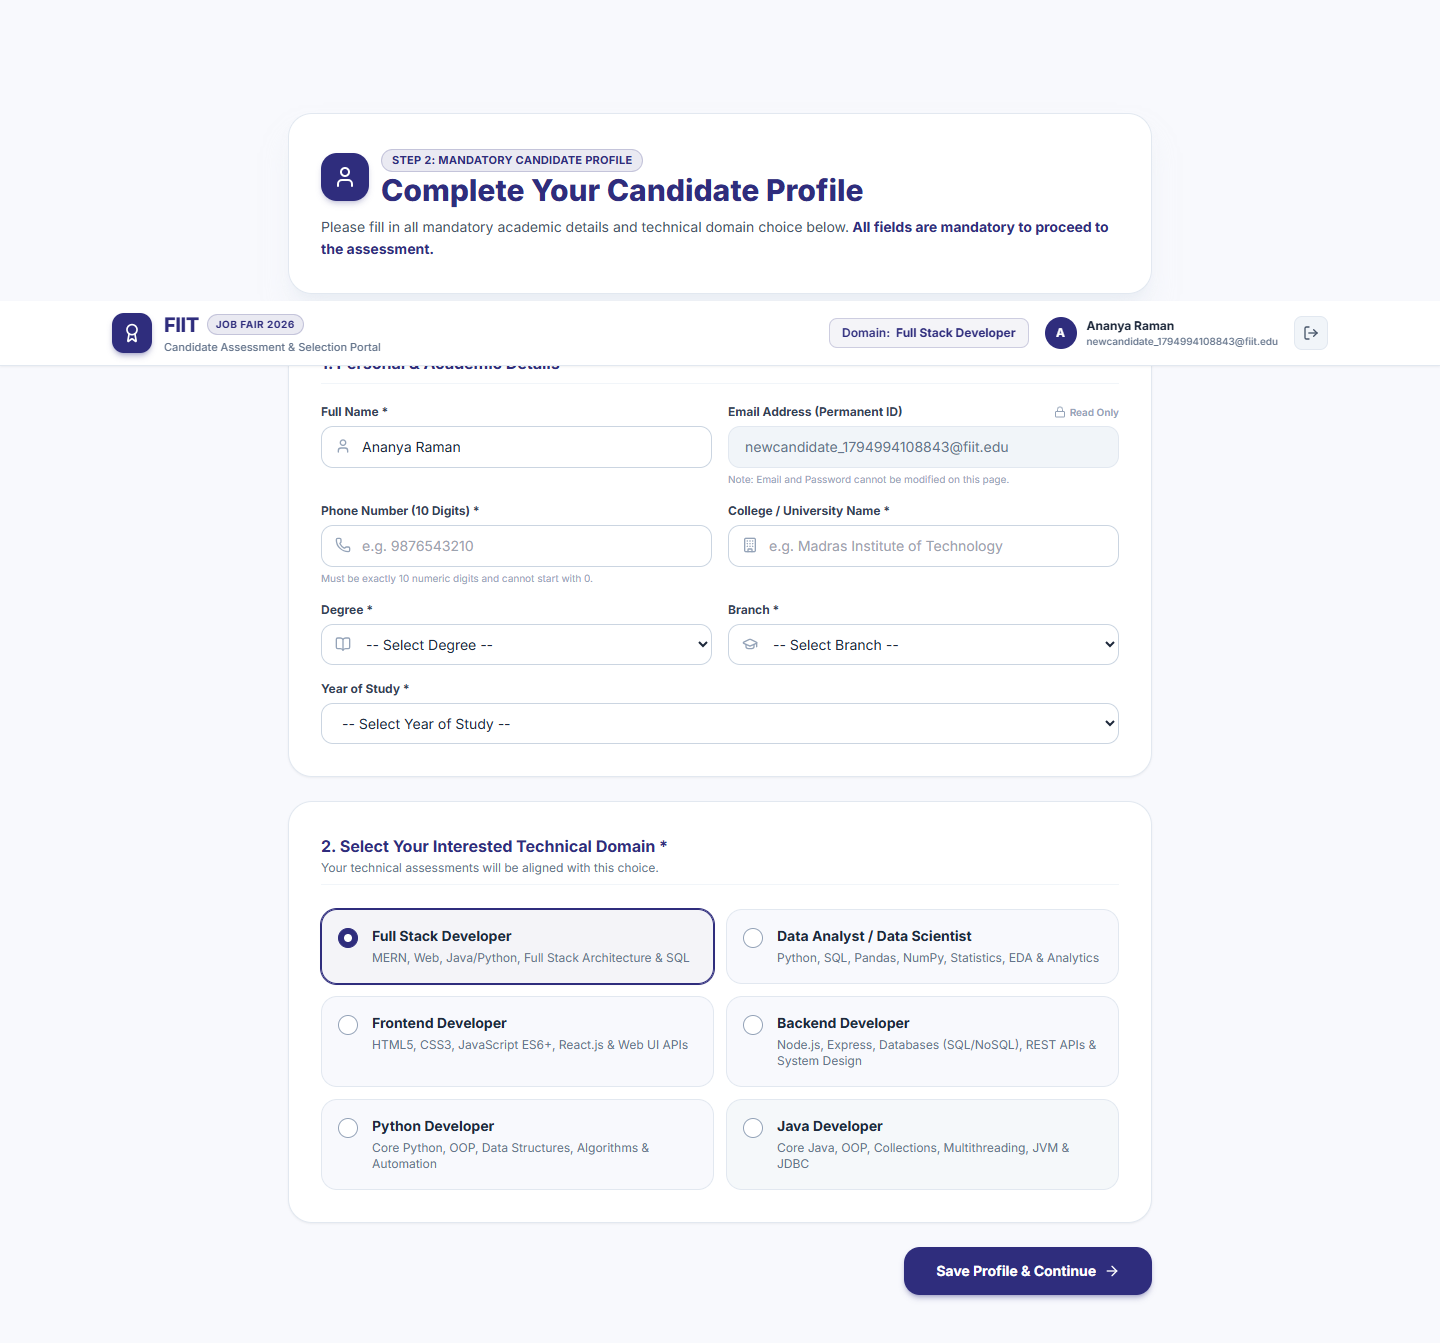 STEP 2: MANDATORY CANDIDATE PROFILE
Complete Your Candidate Profile
Please fill in all mandatory academic details and technical domain choice below. All fields are mandatory to proceed to
the assessment.
FIIT JOB FAIR 2026
Candidate Assessment & Selection Portal
Domain: Full Stack Developer
A
Ananya Raman
newcandidate_1794994108843@fiit.edu
1. Personal & Academic Details
Full Name *
Ananya Raman
Email Address (Permanent ID)
Read Only
newcandidate_1794994108843@fiit.edu
Note: Email and Password cannot be modified on this page.
Phone Number (10 Digits) *
e.g. 9876543210
Must be exactly 10 numeric digits and cannot start with 0.
College / University Name *
e.g. Madras Institute of Technology
Degree *
-- Select Degree --
Branch *
-- Select Branch --
Year of Study *
-- Select Year of Study --
2. Select Your Interested Technical Domain *
Your technical assessments will be aligned with this choice.
Full Stack Developer
MERN, Web, Java/Python, Full Stack Architecture & SQL
Data Analyst / Data Scientist
Python, SQL, Pandas, NumPy, Statistics, EDA & Analytics
Frontend Developer
HTML5, CSS3, JavaScript ES6+, React.js & Web UI APIs
Backend Developer
Node.js, Express, Databases (SQL/NoSQL), REST APIs &
System Design
Python Developer
Core Python, OOP, Data Structures, Algorithms &
Automation
Java Developer
Core Java, OOP, Collections, Multithreading, JVM &
JDBC
Save Profile & Continue